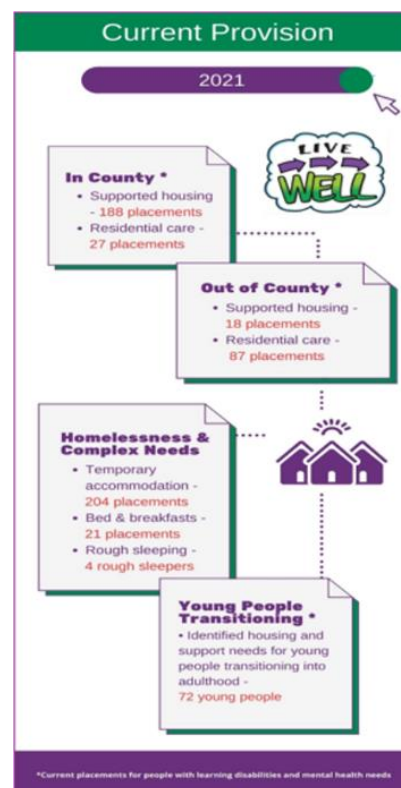 Current Provision
2021
LIVE
WELL
In County *
• Supported housing
- 188 placements
• Residential care -
27 placements
Out of County *
• Supported housing -
18 placements
• Residential care -
87 placements
Homelessness &
Complex Needs
• Temporary
accommodation -
204 placements
• Bed & breakfasts -
21 placements
• Rough sleeping -
4 rough sleepers
Young People
Transitioning *
• Identified housing and
support needs for young
people transitioning into
adulthood -
72 young people
*Current placements for people with learning disabilities and mental health needs